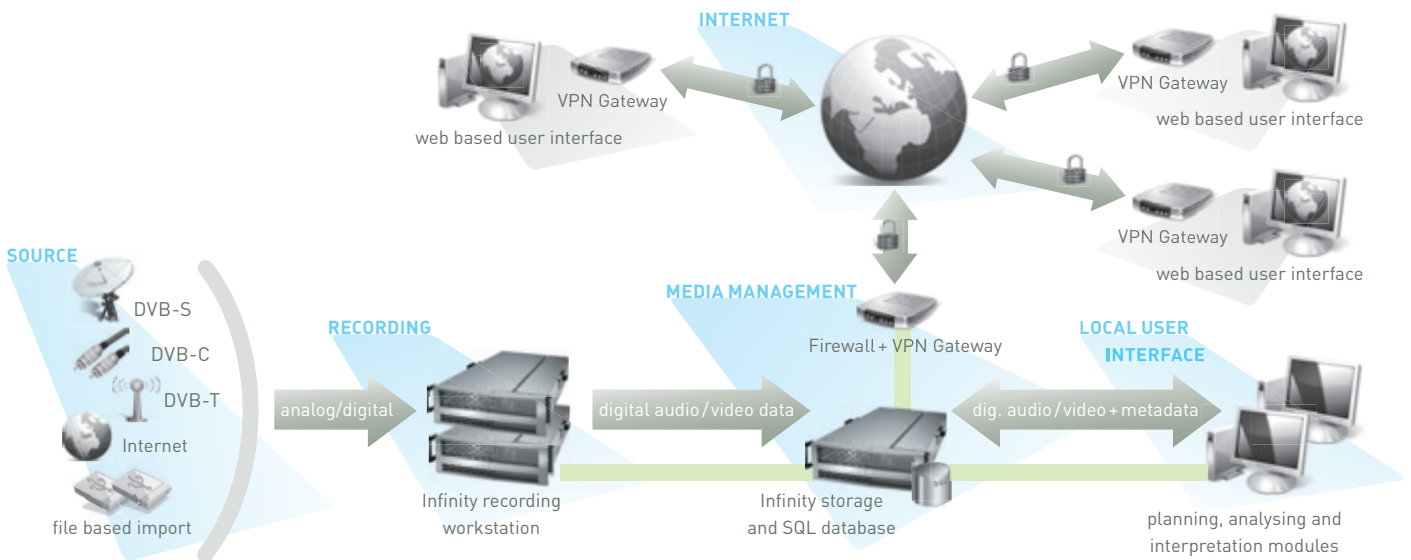 INTERNET
VPN Gateway
web based user interface
VPN Gateway
web based user interface
VPN Gateway
web based user interface
SOURCE
DVB-S
DVB-C
DVB-T
Internet
file based import
analog/digital
RECORDING
Infinity recording
workstation
digital audio/video data
MEDIA MANAGEMENT
Firewall + VPN Gateway
Infinity storage
and SQL database
dig. audio/video+metadata
LOCAL USER
INTERFACE
planning, analysing and
interpretation modules